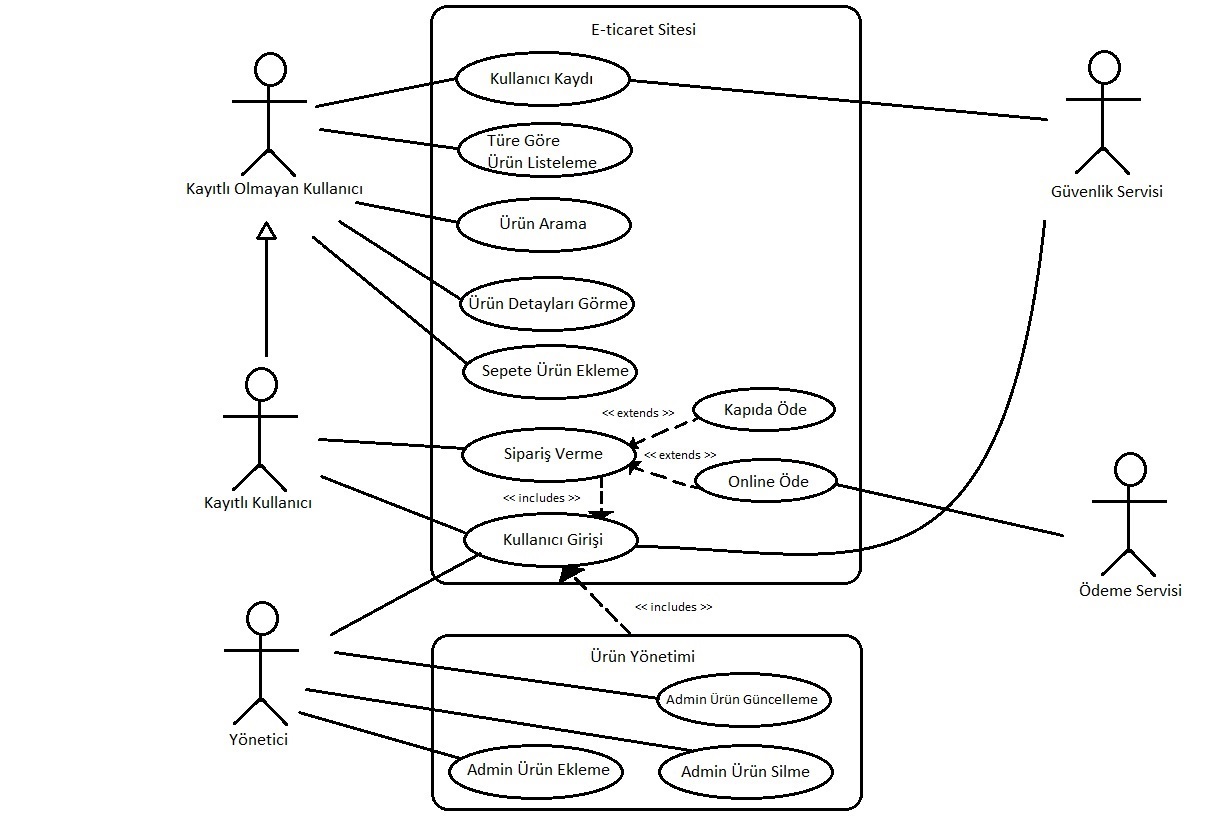 E-ticaret Sitesi
Kullanıcı Kaydı
Türe Göre
Ürün Listeleme
Kayıtlı Olmayan Kullanıcı
Güvenlik Servisi
Ürün Arama
Ürün Detayları Görme
Sepete Ürün Ekleme
<< extends >>
Kapıda Öde
Sipariş Verme
<< extends >>
Online Öde
<< includes >>
Kayıtlı Kullanıcı
Kullanıcı Girişi
Ödeme Servisi
<< includes >>
Ürün Yönetimi
Admin Ürün Güncelleme
Yönetici
Admin Ürün Ekleme
Admin Ürün Silme